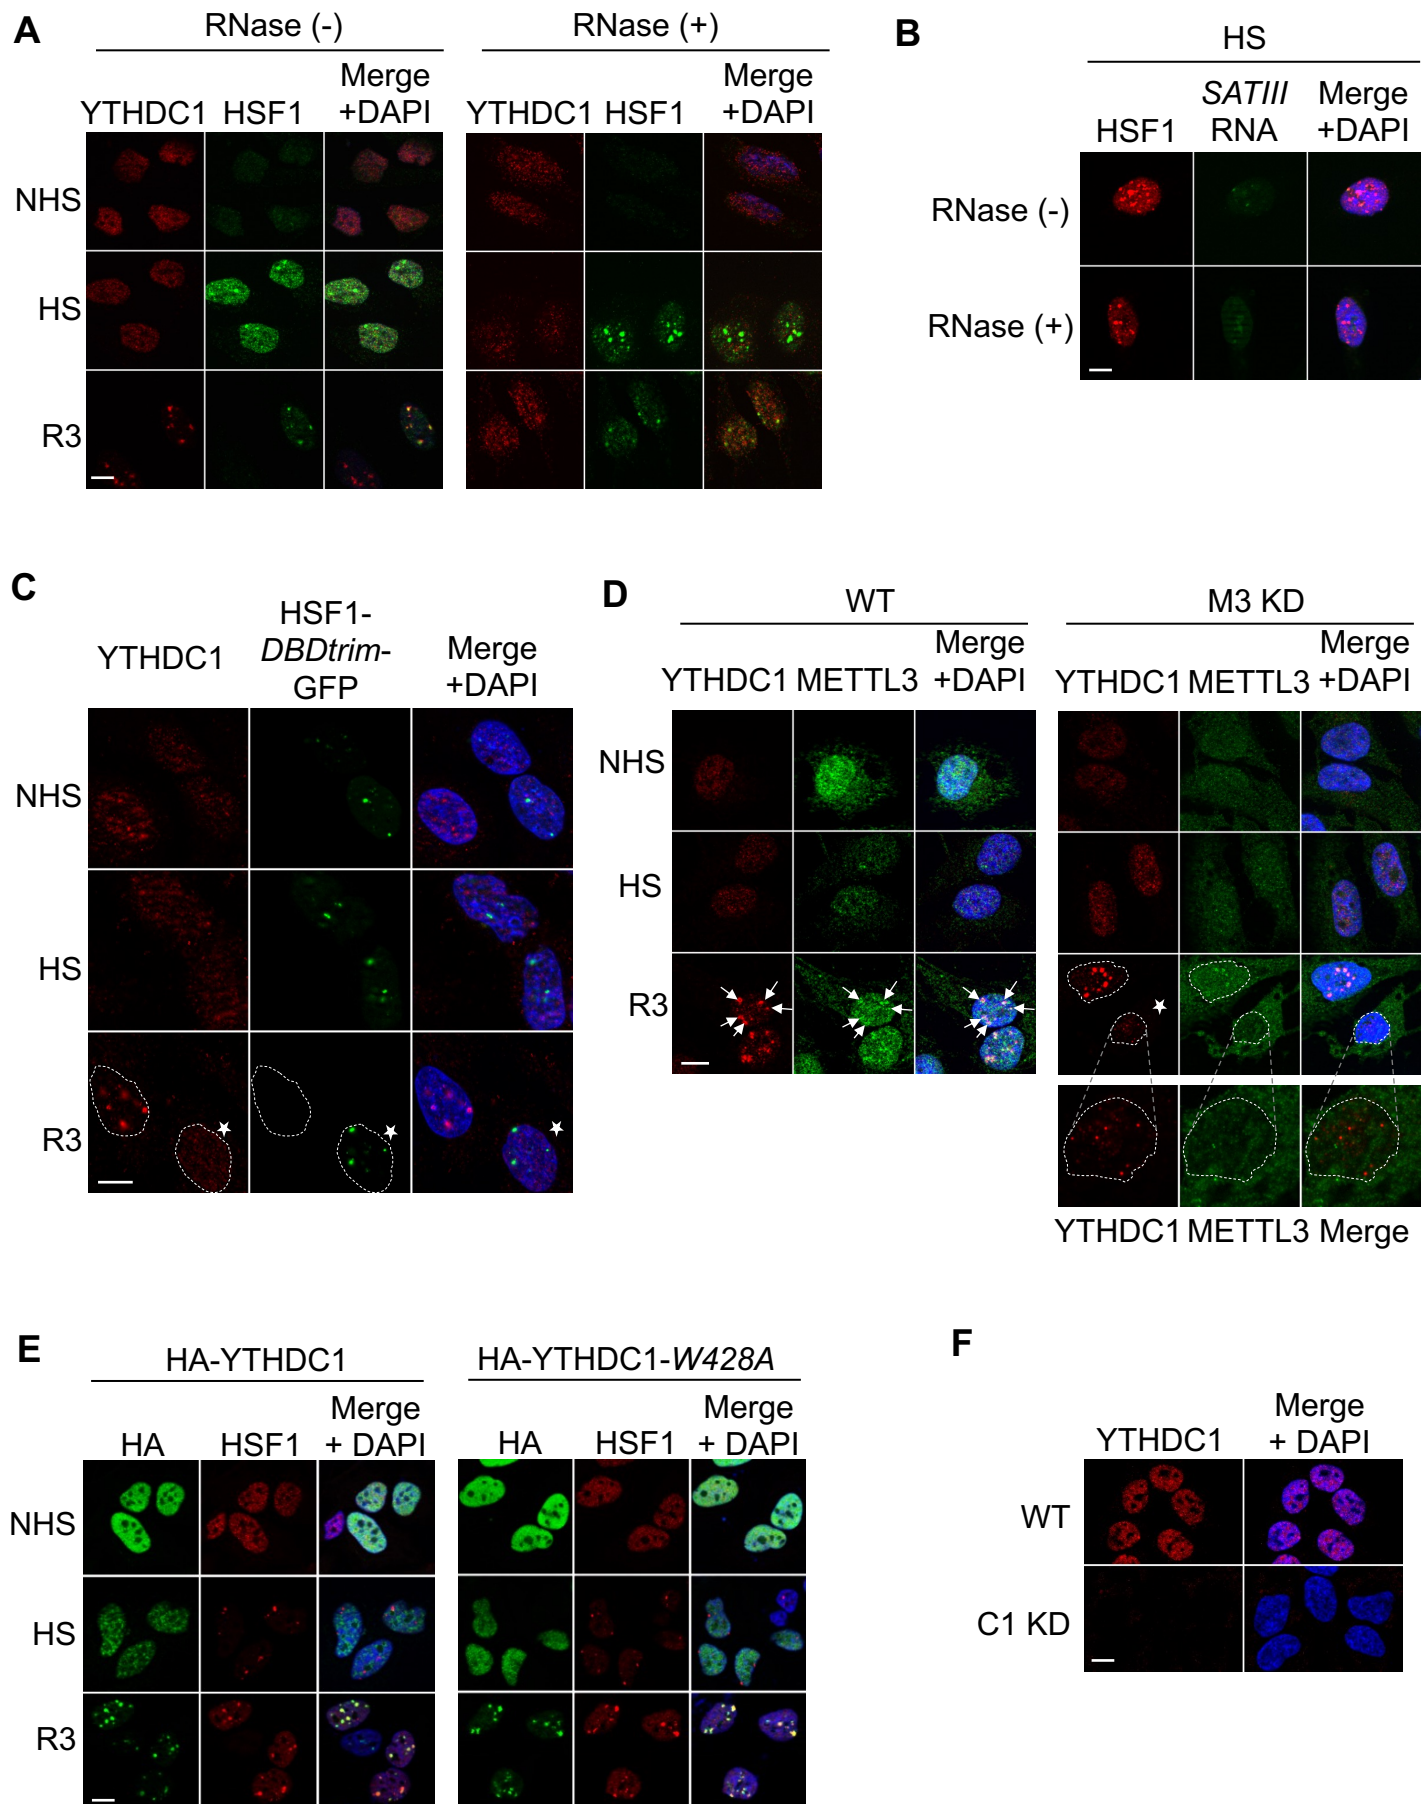 A
RNase (-)
RNase (+)
YTHDC1 HSF1 Merge
+DAPI
YTHDC1 HSF1 Merge
+DAPI
NHS
HS
R3
B
HS
HSF1 SATIII
RNA Merge
+DAPI
RNase (-)
RNase (+)
C
YTHDC1 HSF1-
DBDtrim-
GFP Merge
+DAPI
NHS
HS
R3
D
WT
M3 KD
YTHDC1 METTL3 Merge
+DAPI
YTHDC1 METTL3 Merge
+DAPI
NHS
HS
R3
YTHDC1 METTL3 Merge
E
HA-YTHDC1
HA-YTHDC1-W428A
HA HSF1 Merge
+ DAPI
HA HSF1 Merge
+ DAPI
NHS
HS
R3
F
YTHDC1 Merge
+ DAPI
WT
C1 KD